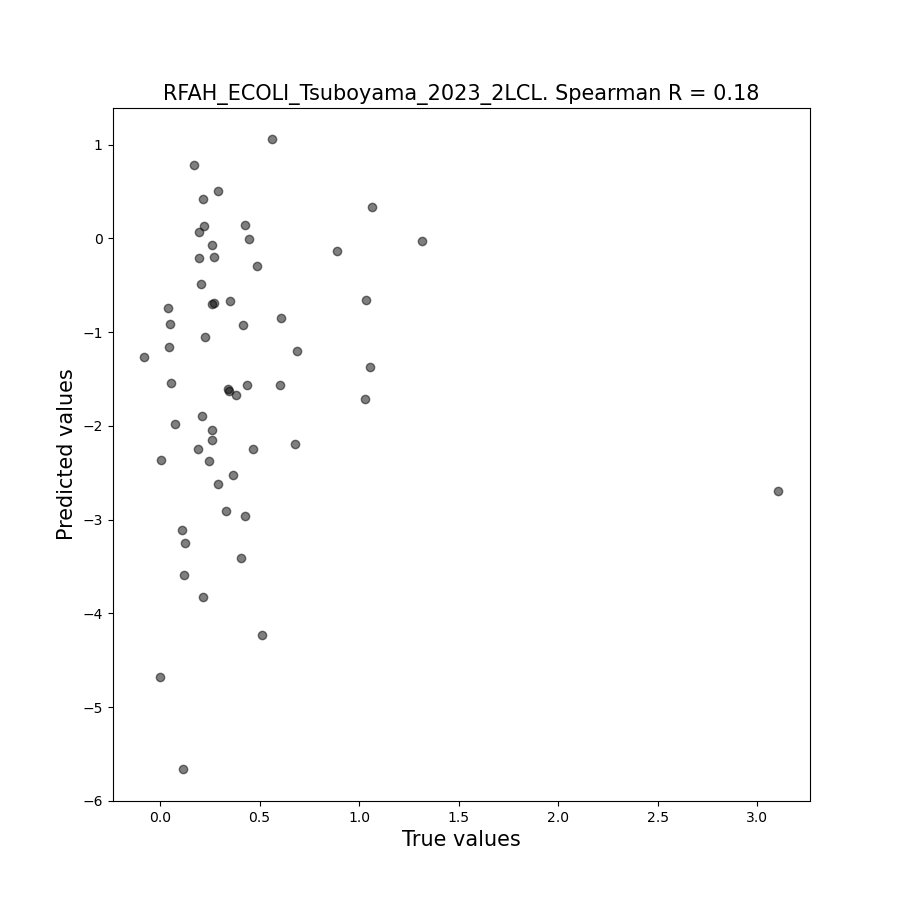 RFAH_ECOLI_Tsuboyama_2023_2LCL. Spearman R = 0.18
1
0
−1
−2
−3
−4
−5
−6
Predicted values
0.0 0.5 1.0 1.5 2.0 2.5 3.0
True values